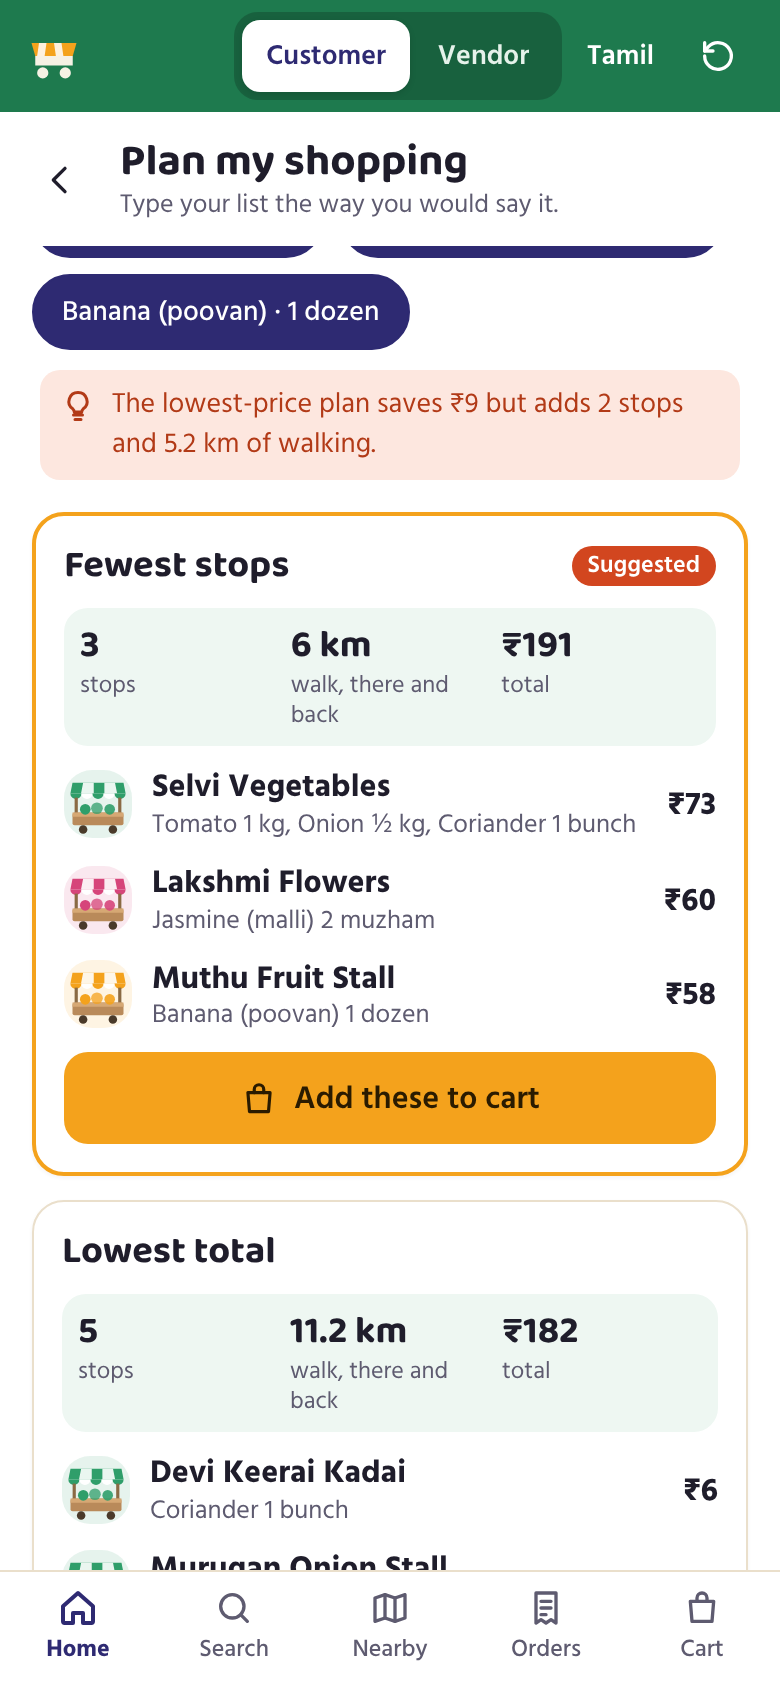 Customer
Vendor
Tamil
Plan my shopping
Type your list the way you would say it.
Banana (poovan) · 1 dozen
The lowest-price plan saves ₹9 but adds 2 stops
and 5.2 km of walking.
Fewest stops
Suggested
3
6 km
₹191
stops
walk, there and
back
total
Selvi Vegetables
Tomato 1 kg, Onion ½ kg, Coriander 1 bunch
₹73
Lakshmi Flowers
Jasmine (malli) 2 muzham
₹60
Muthu Fruit Stall
Banana (poovan) 1 dozen
₹58
Add these to cart
Lowest total
5
11.2 km
₹182
stops
walk, there and
back
total
Devi Keerai Kadai
Coriander 1 bunch
₹6
Murugan Onion Stall
Home
Search
Nearby
Orders
Cart